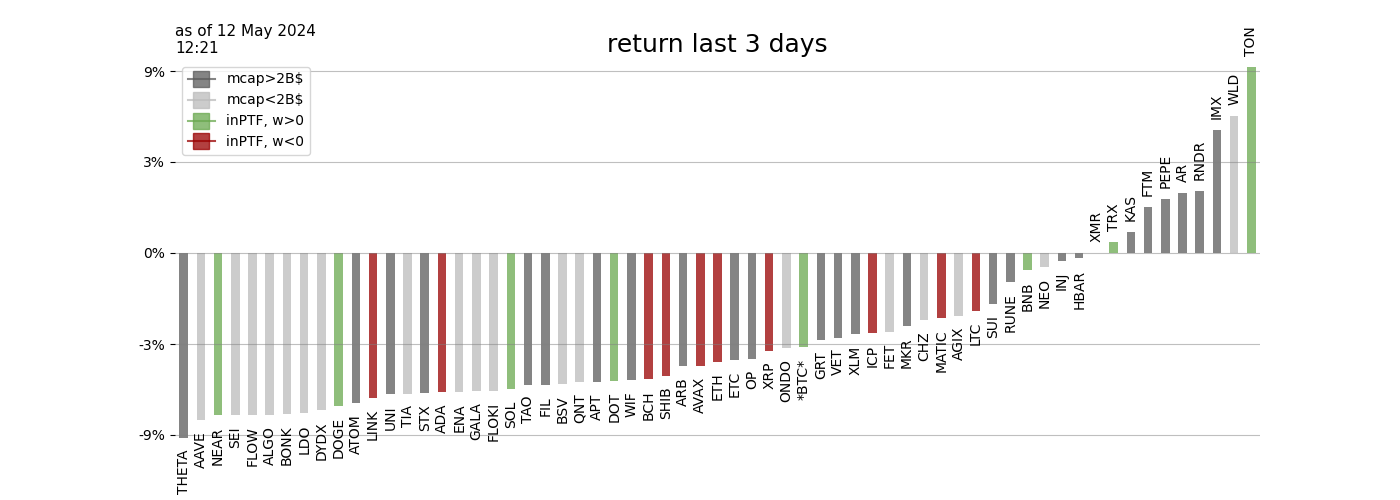 as of 12 May 2024
12:21
return last 3 days
mcap>2B$
mcap<2B$
inPTF, w>0
inPTF, w<0
9%
3%
0%
-3%
-9%
THETA
AAVE
NEAR
SEI
FLOW
ALGO
BONK
LDO
DYDX
DOGE
ATOM
LINK
UNI
TIA
STX
ADA
ENA
GALA
FLOKI
SOL
TAO
FIL
BSV
QNT
APT
DOT
WIF
BCH
SHIB
ARB
AVAX
ETH
ETC
OP
XRP
ONDO
*BTC*
GRT
VET
XLM
ICP
FET
MKR
CHZ
MATIC
AGIX
LTC
SUI
RUNE
BNB
NEO
INJ
HBAR
XMR
TRX
KAS
FTM
PEPE
AR
RNDR
IMX
WLD
TON